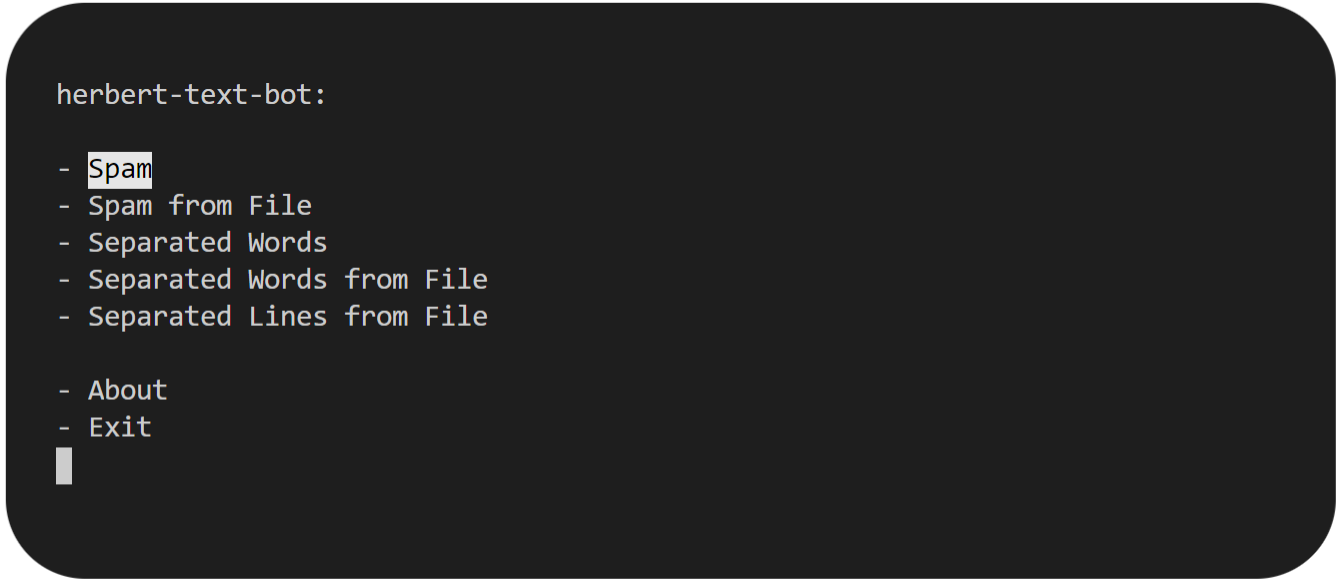 herbert-text-bot:
- Spam
- Spam from File
- Separated Words
- Separated Words from File
- Separated Lines from File
- About
- Exit